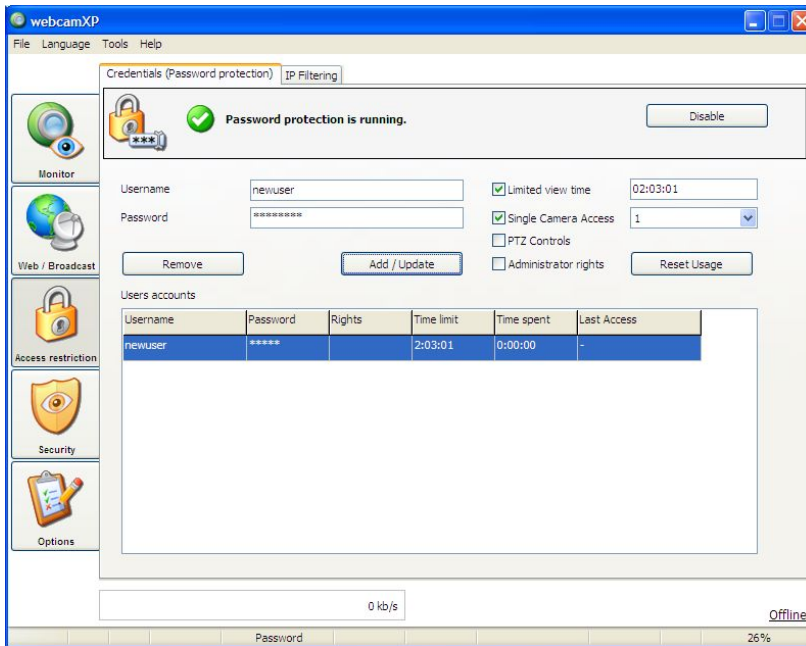 webcamXP
File Language Tools Help
Credentials (Password protection) IP Filtering
***
Password protection is running.
Disable
Monitor
Username newuser
Limited view time 02:03:01
Password ********
Single Camera Access 1
PTZ Controls
Web / Broadcast
Remove Add / Update
Administrator rights
Reset Usage
Users accounts
Username Password Rights Time limit Time spent Last Access
newuser ***** 2:03:01 0:00:00 -
Access restriction
Security
Options
0 kb/s
Offline
Password 26%